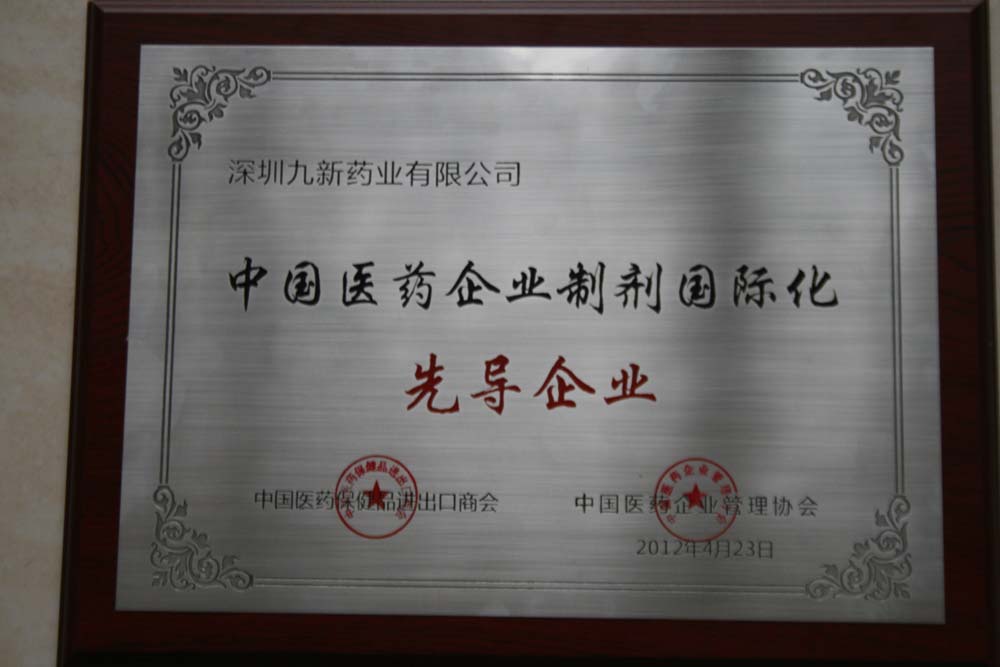 深圳九新药业有限公司
中国医药企业制剂国际化
先导企业
中国医药保健品进出口商会
中国医药企业管理协会
2012年4月23日